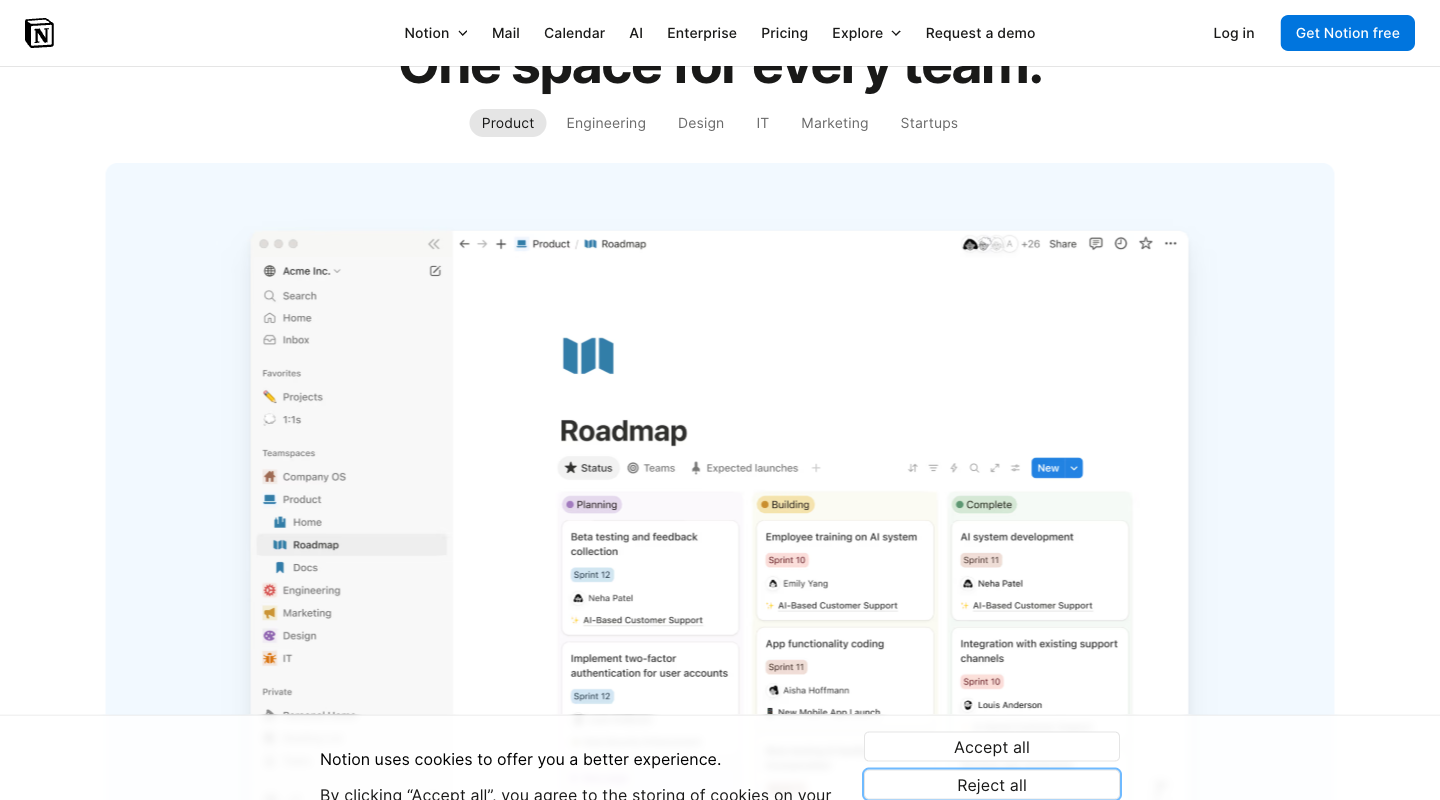 Notion
Mail
Calendar
AI
Enterprise
Pricing
Explore
Request a demo
Log in
Get Notion free
One space for every team.
Product
Engineering
Design
IT
Marketing
Startups
Product / Roadmap
A
+26
Share
Acme Inc.
Search
Home
Inbox
Favorites
Projects
1:1s
Teamspaces
Company OS
Product
Home
Roadmap
Docs
Engineering
Marketing
Design
IT
Private
Roadmap
Status
Teams
Expected launches
New
Planning
Beta testing and feedback
collection
Sprint 12
Neha Patel
AI-Based Customer Support
Implement two-factor
authentication for user accounts
Sprint 12
Building
Employee training on AI system
Sprint 10
Emily Yang
AI-Based Customer Support
App functionality coding
Sprint 11
Aisha Hoffmann
New Mobile App Launch
Complete
AI system development
Sprint 11
Neha Patel
AI-Based Customer Support
Integration with existing support
channels
Sprint 10
Louis Anderson
Notion uses cookies to offer you a better experience.
By clicking “Accept all”, you agree to the storing of cookies on your
Accept all
Reject all